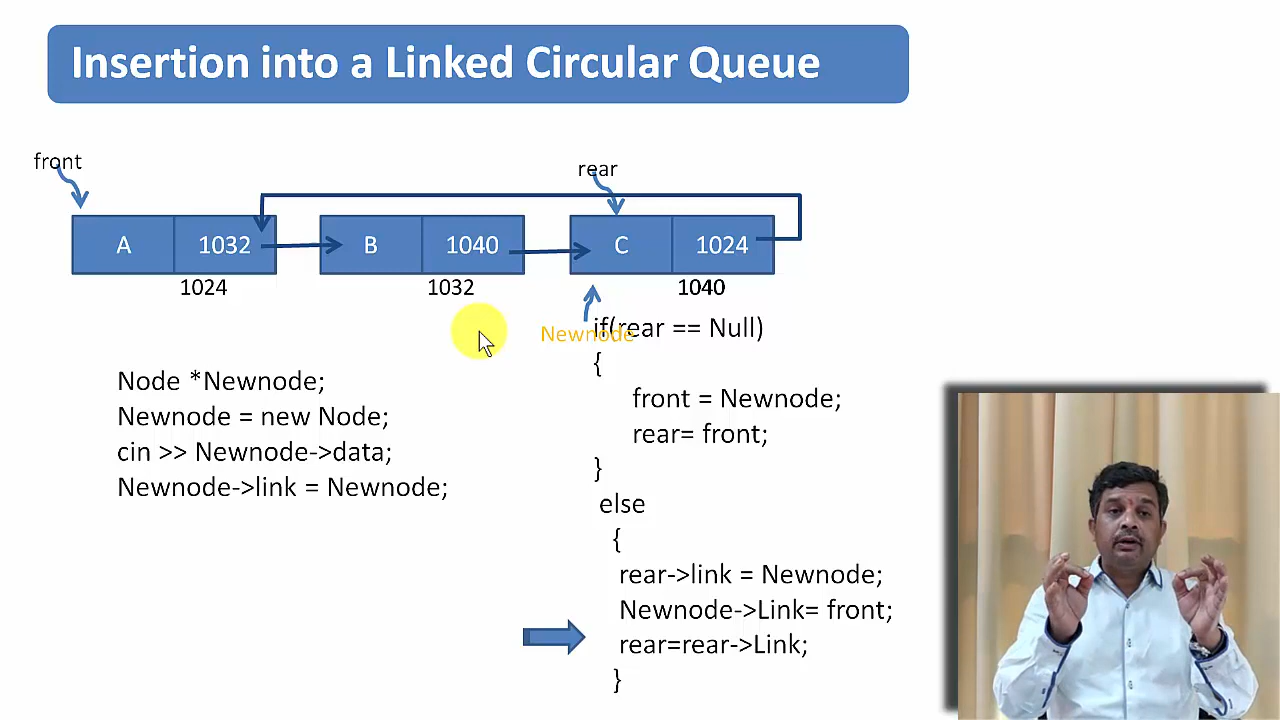 Insertion into a Linked Circular Queue
front
rear
A 1032 B 1040 C 1024
1024 1032 1040
Newnode
Node *Newnode;
Newnode = new Node;
cin >> Newnode->data;
Newnode->link = Newnode;
if(rear == Null)
{
front = Newnode;
rear= front;
}
else
{
rear->link = Newnode;
Newnode->Link= front;
rear=rear->Link;
}